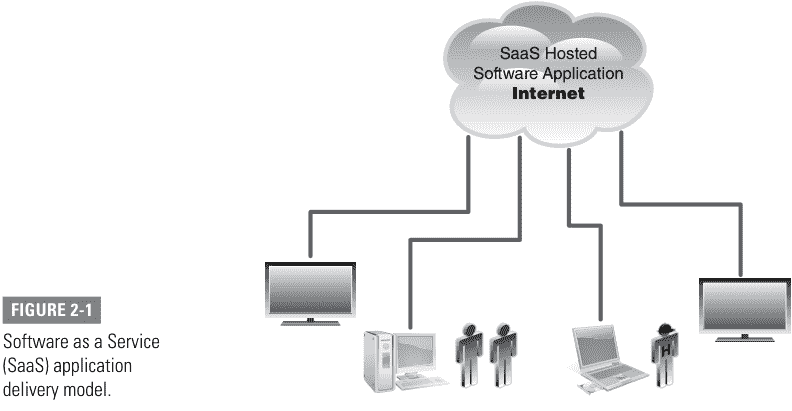 SaaS Hosted
Software Application
Internet
H
FIGURE 2-1
Software as a Service
(SaaS) application
delivery model.